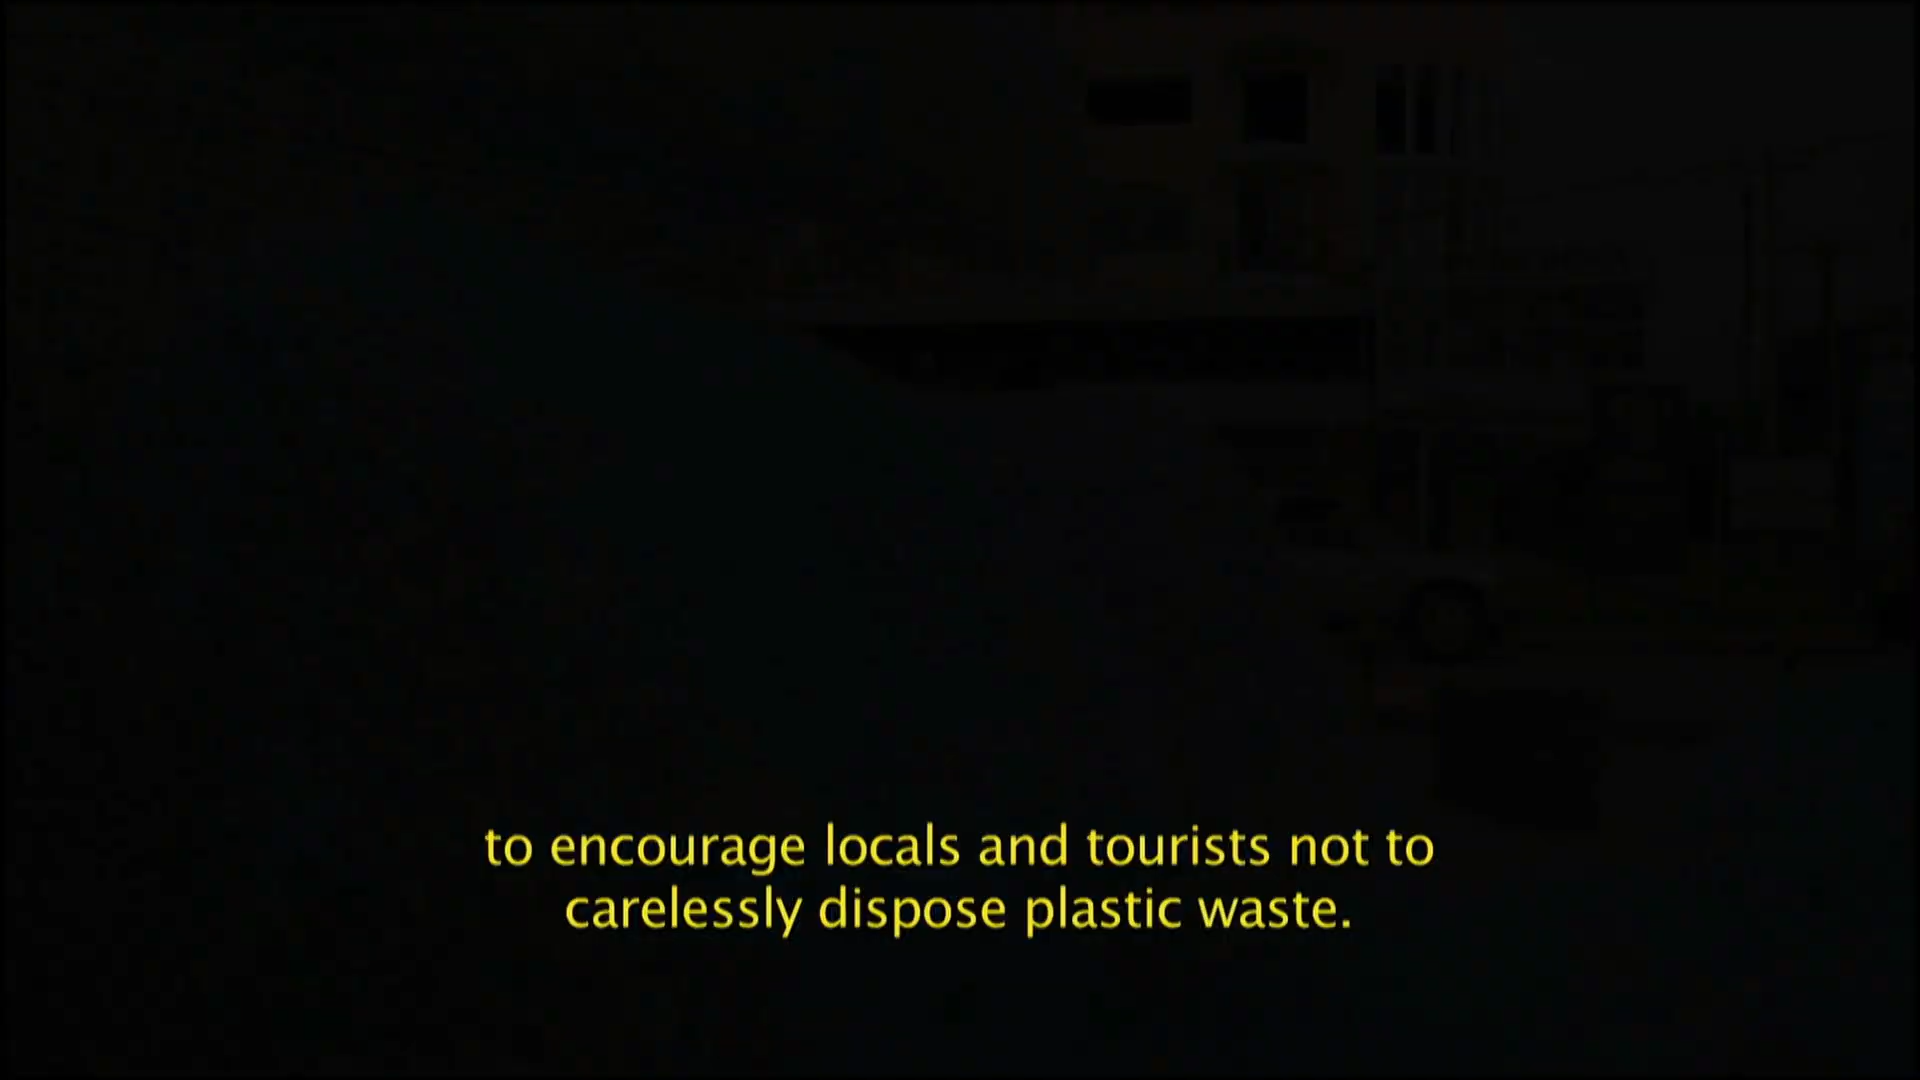 to encourage locals and tourists not to
carelessly dispose plastic waste.